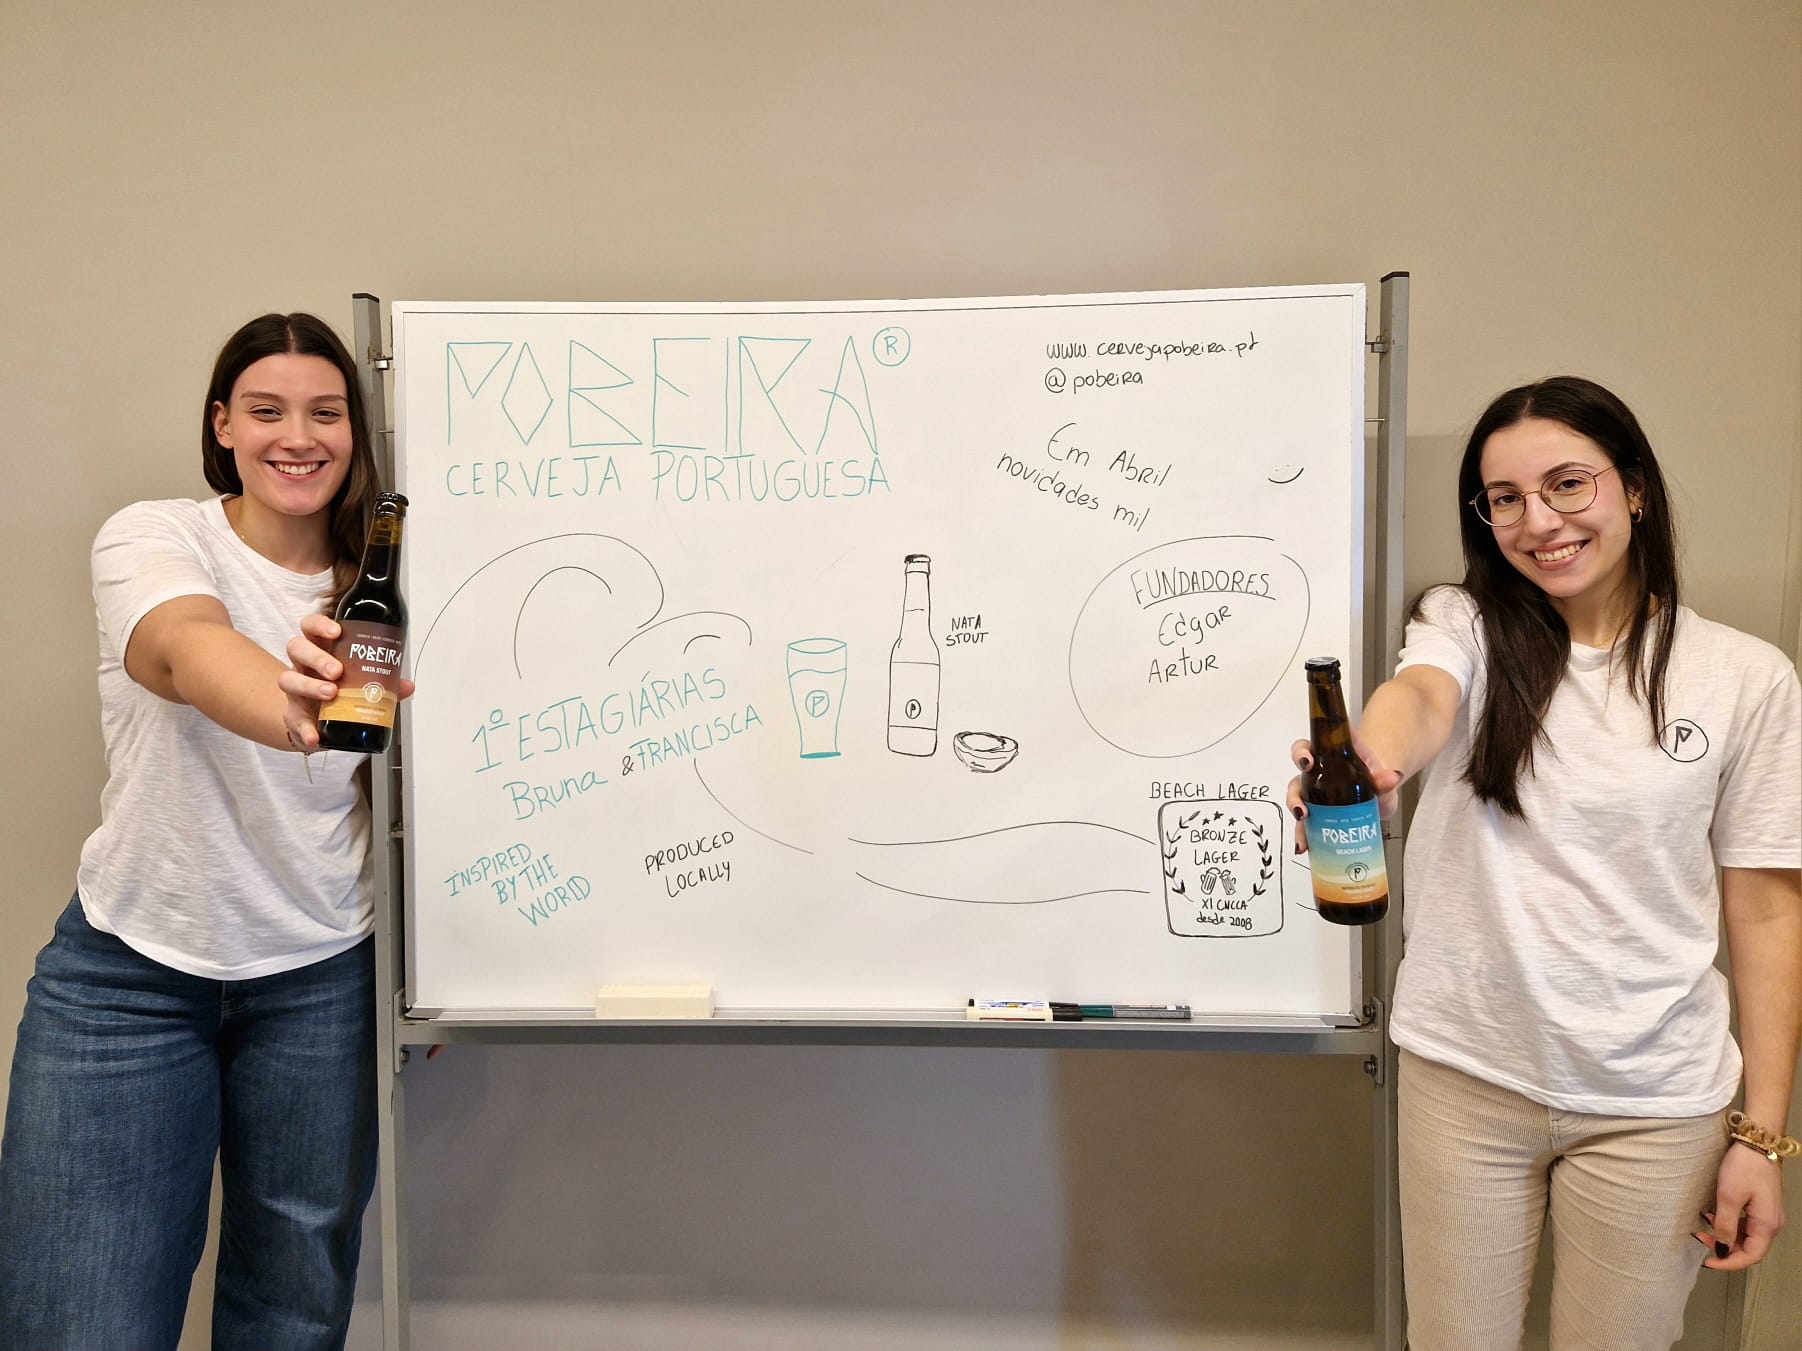 POBEIRA®
CERVEJA PORTUGUESA
www.cervejapobeira.pt
@pobeira
Em Abril
novidades mil
FUNDADORES
Edgar
Artur
NATA
STOUT
P
P
1º ESTAGIÁRIAS
Bruna & FRANCISCA
INSPIRED
BY THE
WORLD
PRODUCED
LOCALLY
BEACH LAGER
BRONZE
LAGER
XI CNCCA
desde 2008
POBEIRA
NATA STOUT
P
POBEIRA
BEACH LAGER
P
P